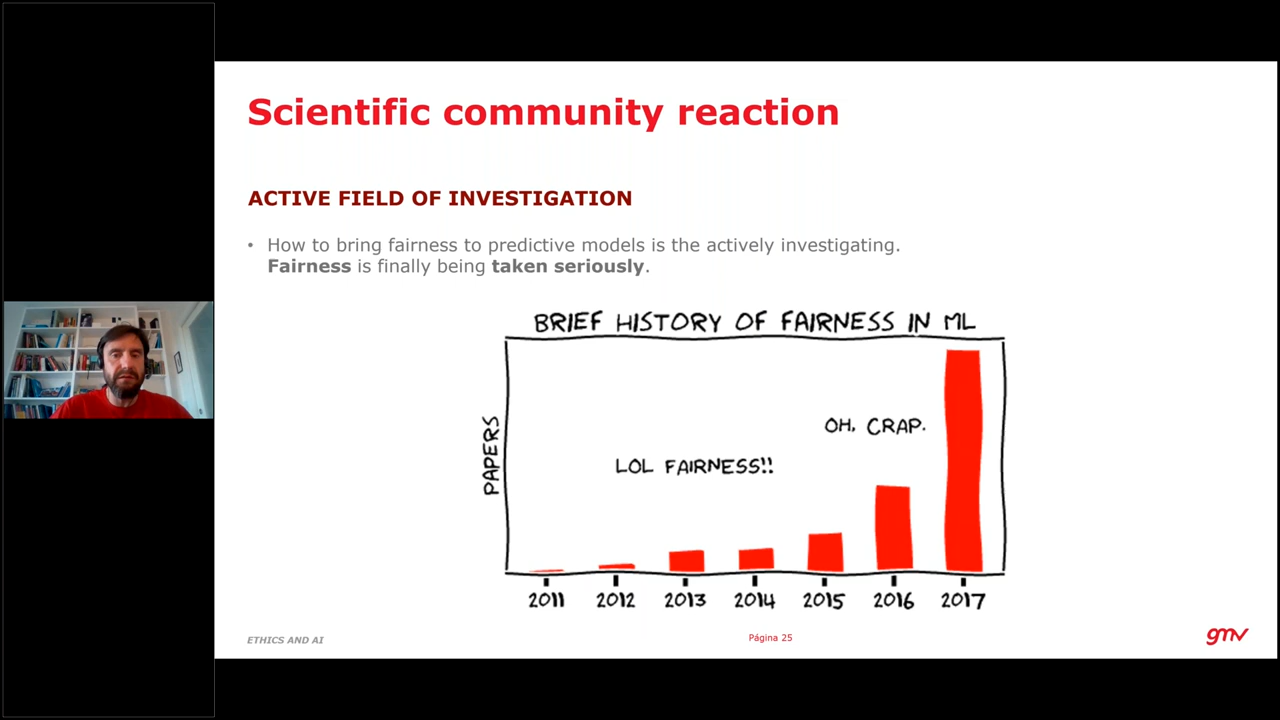 Scientific community reaction
ACTIVE FIELD OF INVESTIGATION
• How to bring fairness to predictive models is the actively investigating.
Fairness is finally being taken seriously.
BRIEF HISTORY OF FAIRNESS IN ML
PAPERS
OH, CRAP.
LOL FAIRNESS!!
2011 2012 2013 2014 2015 2016 2017
ETHICS AND AI
Página 25
gmv